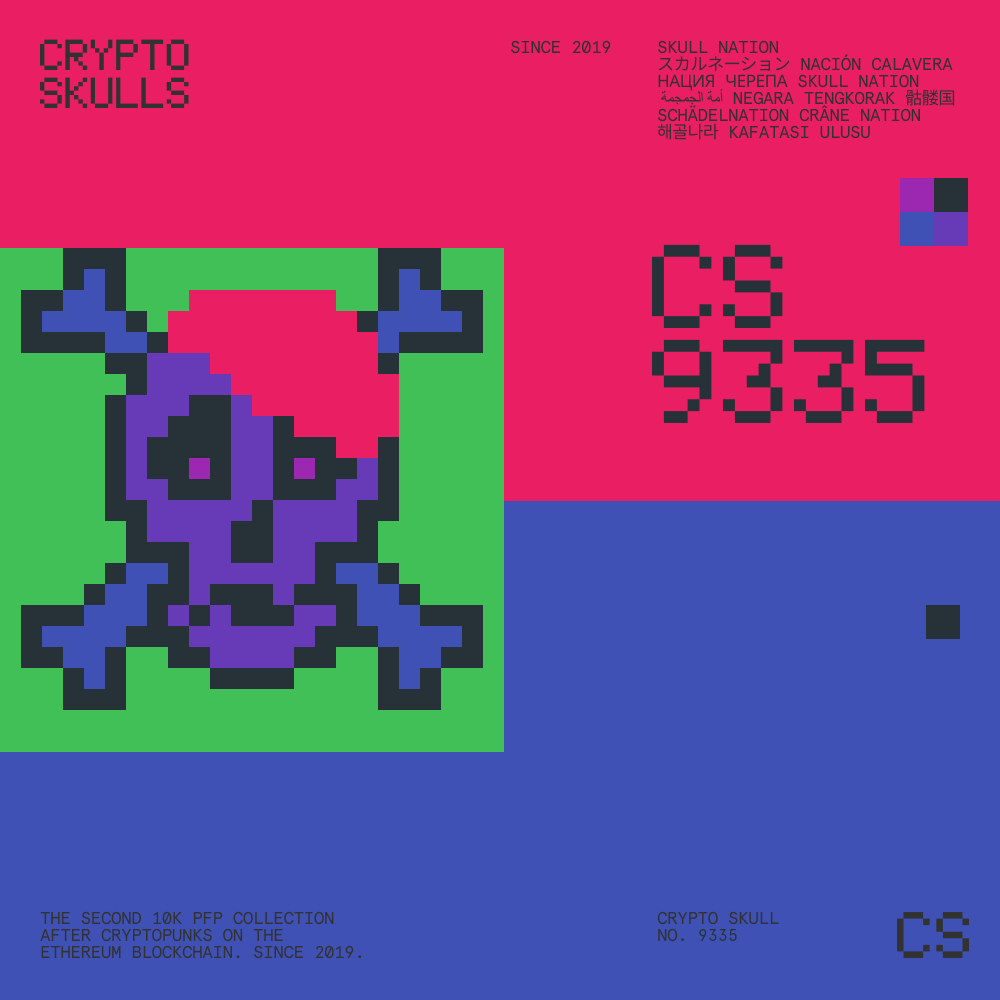 CRYPTO
SKULLS
SINCE 2019
SKULL NATION
スカルネーション NACIÓN CALAVERA
НАЦИЯ ЧЕРЕПА SKULL NATION
أمة الجمجمة NEGARA TENGKORAK 骷髅国
SCHÄDELNATION CRÂNE NATION
해골나라 KAFATASI ULUSU
CS
9335
THE SECOND 10K PFP COLLECTION
AFTER CRYPTOPUNKS ON THE
ETHEREUM BLOCKCHAIN. SINCE 2019.
CRYPTO SKULL
NO. 9335
CS